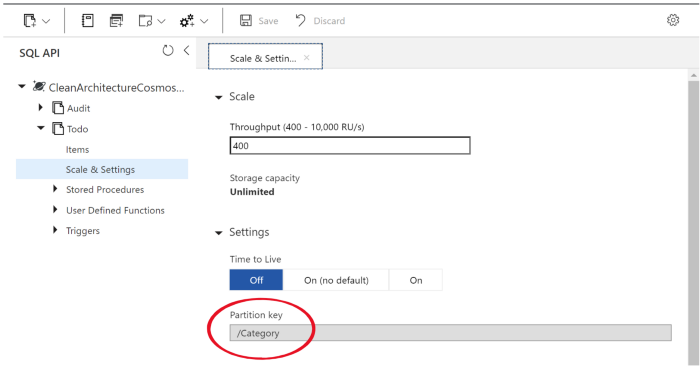 Save
Discard
SQL API
Scale & Settin...
CleanArchitectureCosmos...
Audit
Todo
Items
Scale & Settings
Stored Procedures
User Defined Functions
Triggers
Scale
Throughput (400 - 10,000 RU/s)
400
Storage capacity
Unlimited
Settings
Time to Live
Off
On (no default)
On
Partition key
/Category